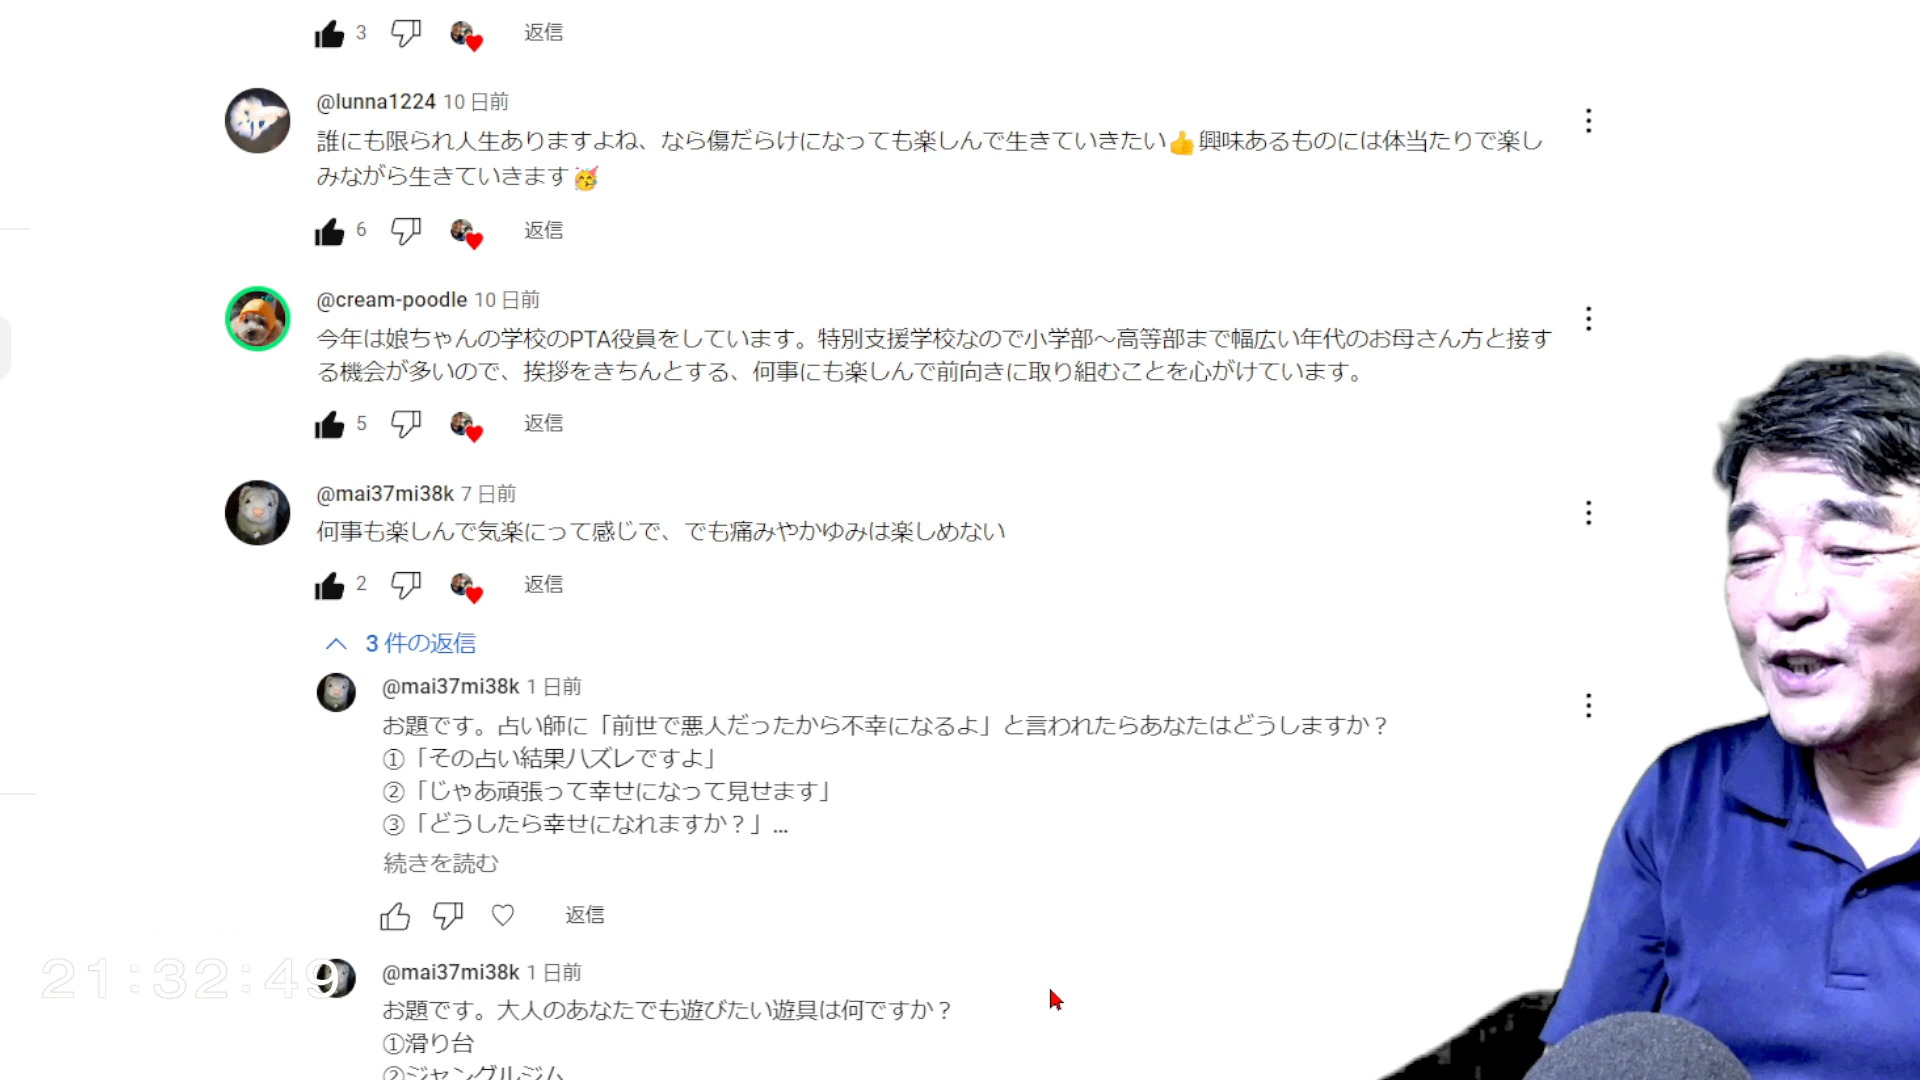 3 返信
@lunna1224 10 日前
誰にも限られ人生ありますよね、なら傷だらけになっても楽しんで生きていきたい👍興味あるものには体当たりで楽し
みながら生きていきます🥳
6 返信
@cream-poodle 10 日前
今年は娘ちゃんの学校のPTA役員をしています。特別支援学校なので小学部〜高等部まで幅広い年代のお母さん方と接す
る機会が多いので、挨拶をきちんとする、何事にも楽しんで前向きに取り組むことを心がけています。
5 返信
@mai37mi38k 7 日前
何事も楽しんで気楽にって感じで、でも痛みやかゆみは楽しめない
2 返信
3 件の返信
@mai37mi38k 1 日前
お題です。占い師に「前世で悪人だったから不幸になるよ」と言われたらあなたはどうしますか？
①「その占い結果ハズレですよ」
②「じゃあ頑張って幸せになって見せます」
③「どうしたら幸せになれますか？」...
続きを読む
返信
21:32:49
@mai37mi38k 1 日前
お題です。大人のあなたでも遊びたい遊具は何ですか？
①滑り台
②ジャングルジム